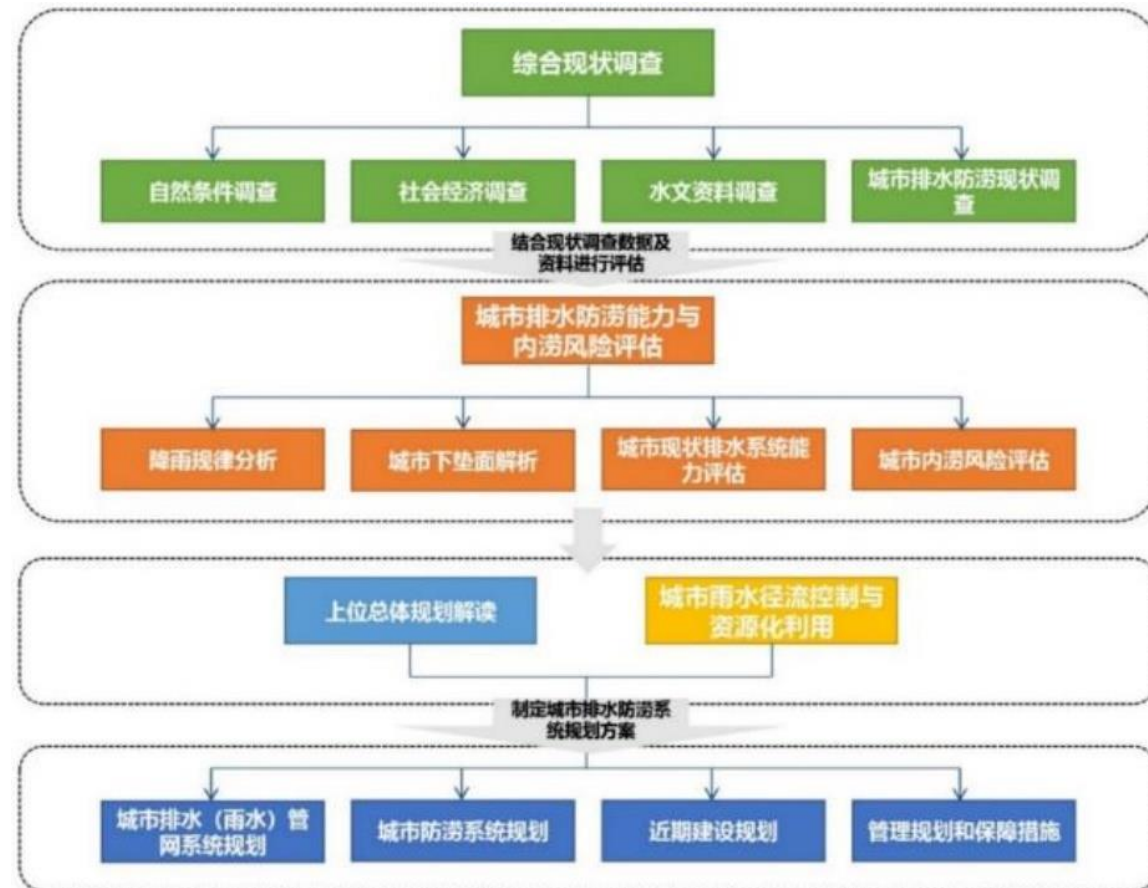 综合现状调查
自然条件调查
社会经济调查
水文资料调查
城市排水防涝现状调
查
结合现状调查数据及
资料进行评估
城市排水防涝能力与
内涝风险评估
降雨规律分析
城市下垫面解析
城市现状排水系统能
力评估
城市内涝风险评估
上位总体规划解读
城市雨水径流控制与
资源化利用
制定城市排水防涝系
统规划方案
城市排水（雨水）管
网系统规划
城市防涝系统规划
近期建设规划
管理规划和保障措施